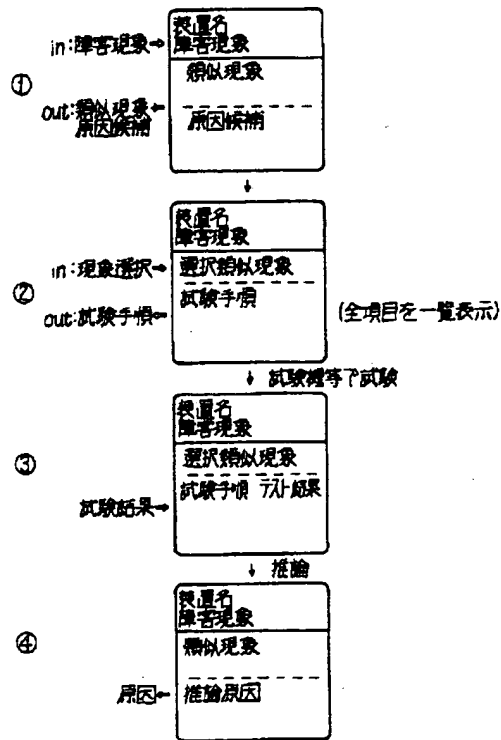 装置名
障害現象
in:障害現象→
類似現象
①
out:類似現象←
原因候補
原因候補
↓
装置名
障害現象
in:現象選択→
選択類似現象
②
試験手順
out:試験手順←
(全項目を一覧表示)
↓ 試験機等で試験
装置名
障害現象
③
選択類似現象
試験手順 テスト結果
試験結果→
↓ 推論
装置名
障害現象
④
類似現象
原因←
推論原因